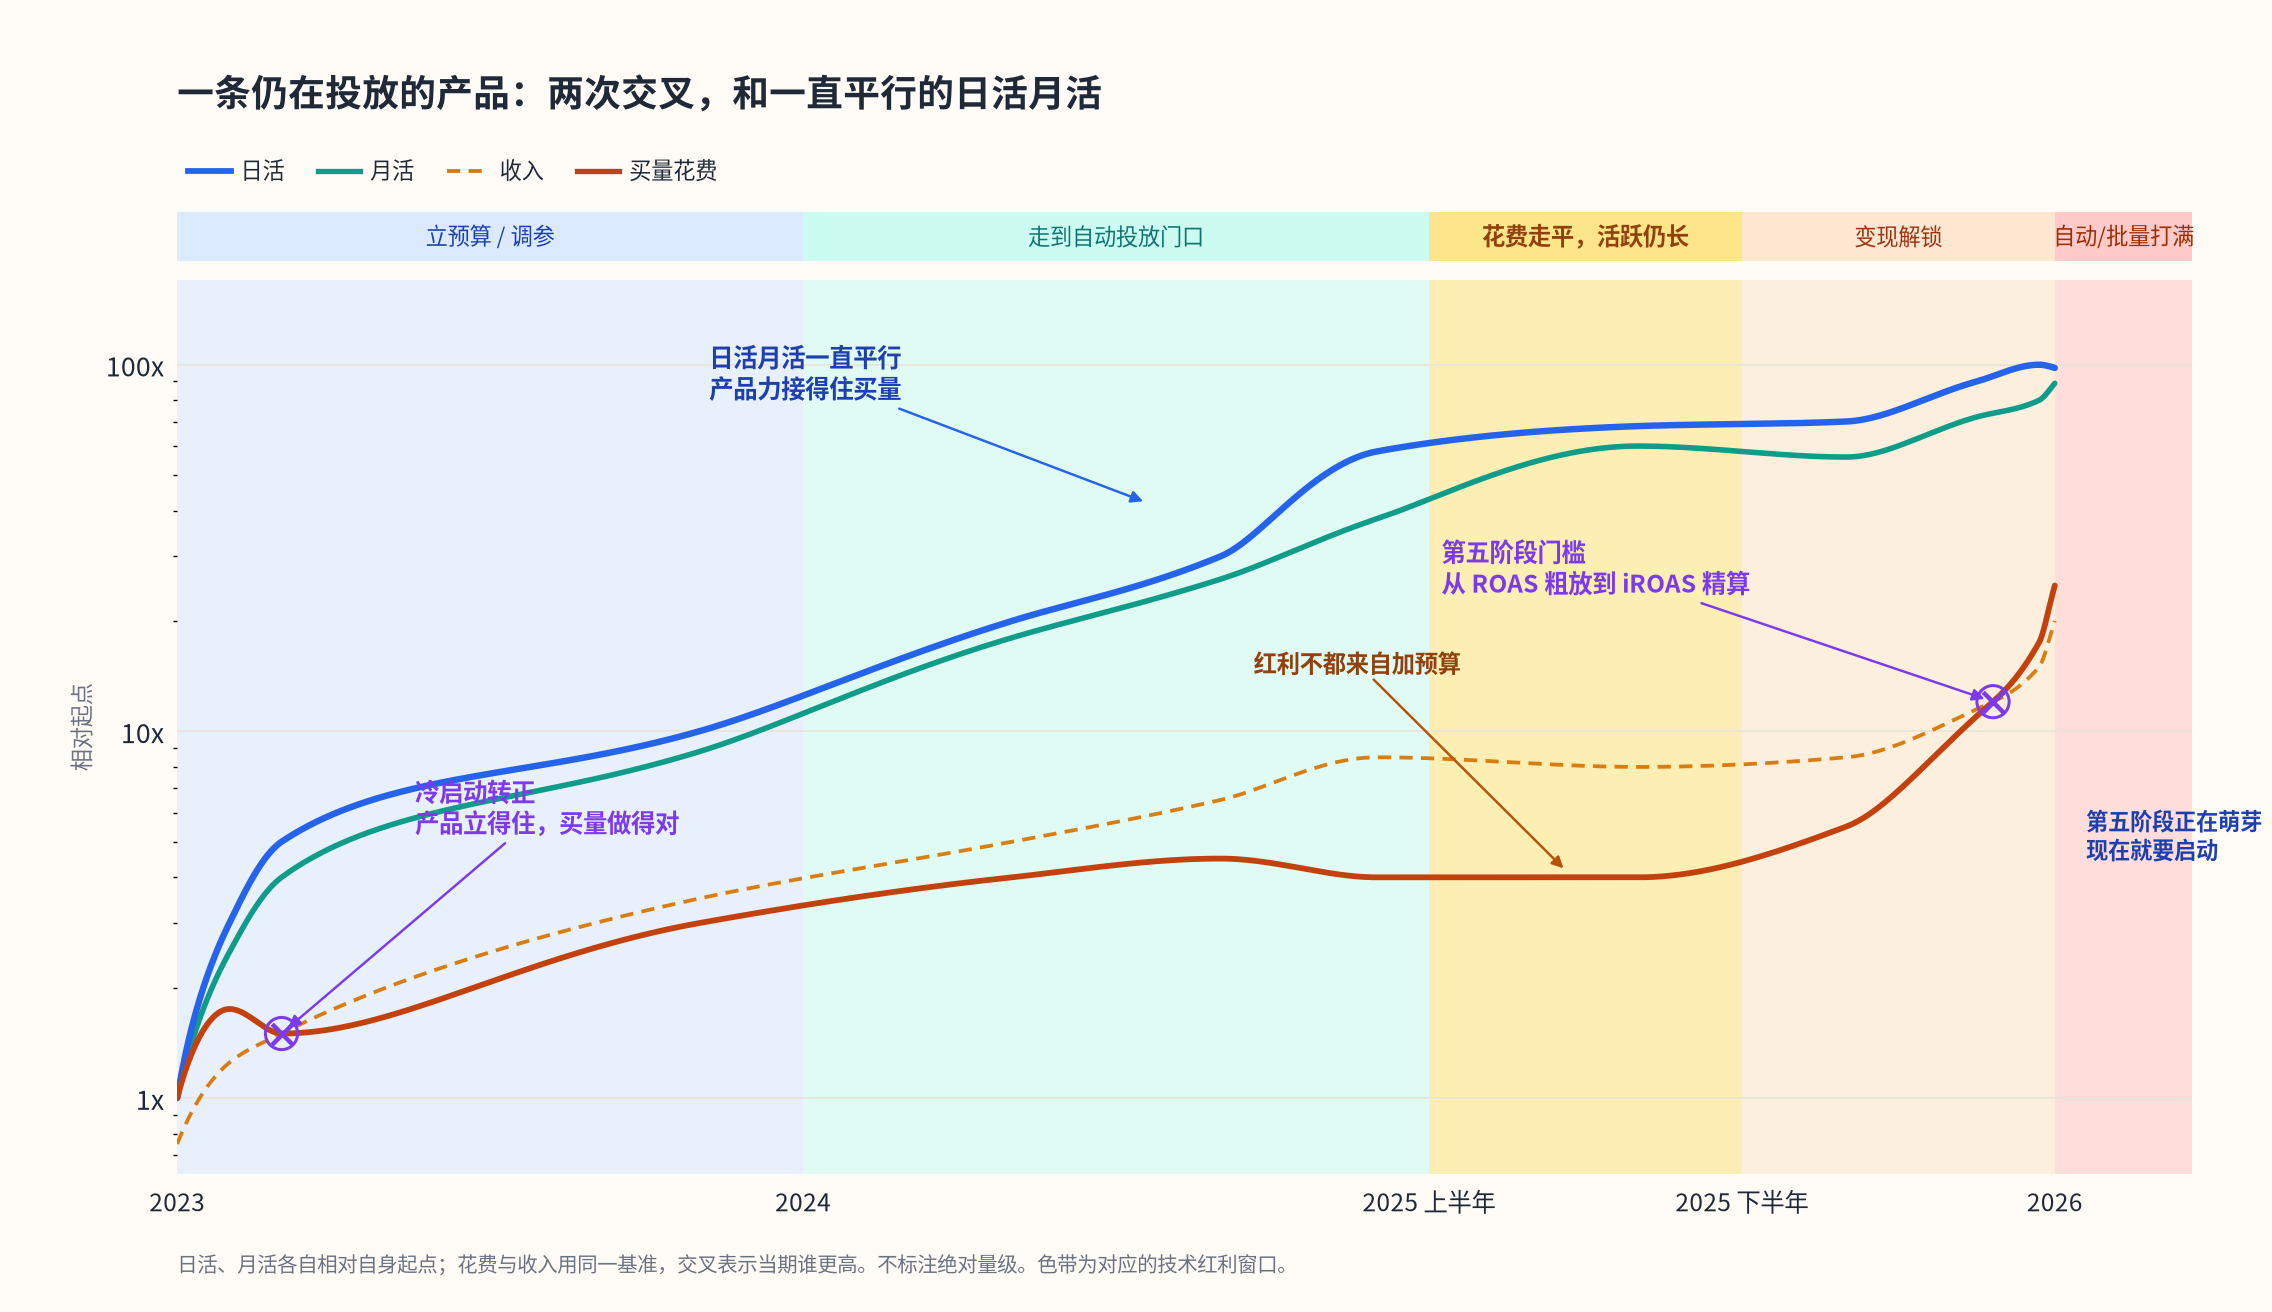 一条仍在投放的产品：两次交叉，和一直平行的日活月活
日活 月活 收入 买量花费
立预算 / 调参 走到自动投放门口 花费走平，活跃仍长 变现解锁 自动/批量打满
日活月活一直平行
产品力接得住买量
100x
第五阶段门槛
从 ROAS 粗放到 iROAS 精算
红利不都来自加预算
相对起点
10x
冷启动转正
产品立得住，买量做得对
第五阶段正在萌芽
现在就要启动
1x
2023 2024 2025 上半年 2025 下半年 2026
日活、月活各自相对自身起点；花费与收入用同一基准，交叉表示当期谁更高。不标注绝对量级。色带为对应的技术红利窗口。